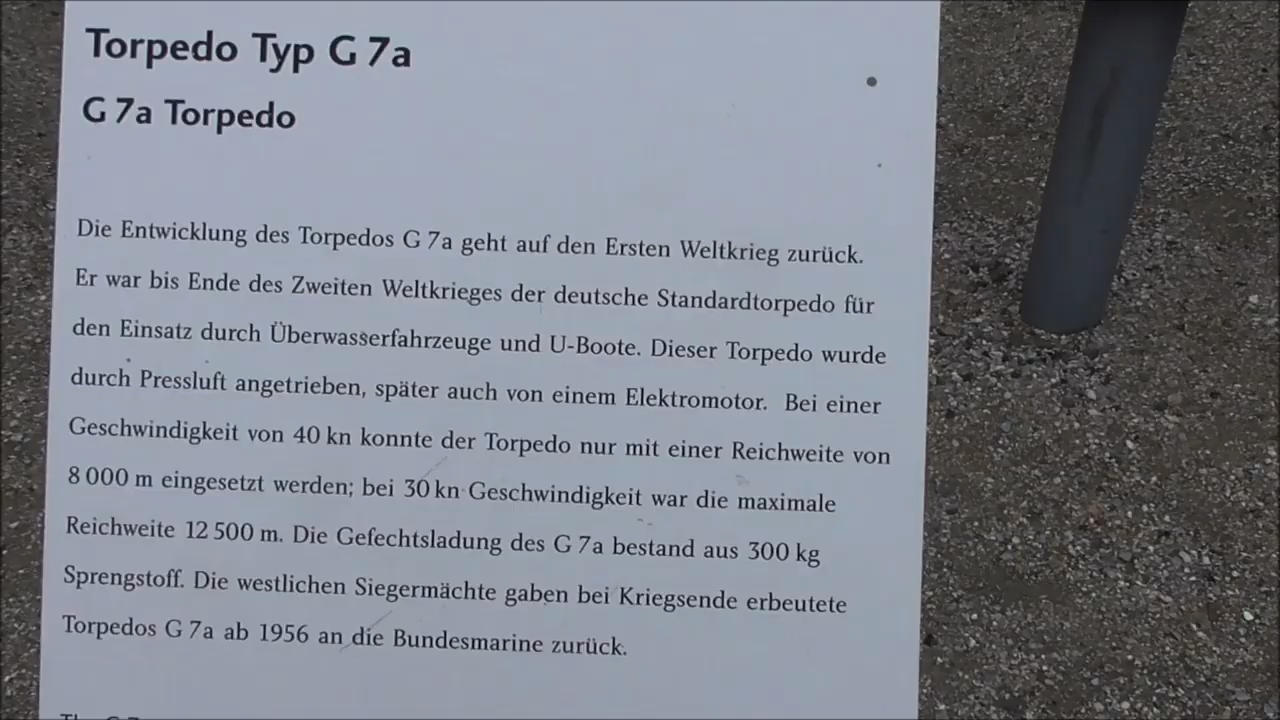 Torpedo Typ G 7a
G 7a Torpedo
Die Entwicklung des Torpedos G 7a geht auf den Ersten Weltkrieg zurück.
Er war bis Ende des Zweiten Weltkrieges der deutsche Standardtorpedo für
den Einsatz durch Überwasserfahrzeuge und U-Boote. Dieser Torpedo wurde
durch Pressluft angetrieben, später auch von einem Elektromotor. Bei einer
Geschwindigkeit von 40 kn konnte der Torpedo nur mit einer Reichweite von
8 000 m eingesetzt werden; bei 30 kn Geschwindigkeit war die maximale
Reichweite 12 500 m. Die Gefechtsladung des G 7a bestand aus 300 kg
Sprengstoff. Die westlichen Siegermächte gaben bei Kriegsende erbeutete
Torpedos G 7a ab 1956 an die Bundesmarine zurück.